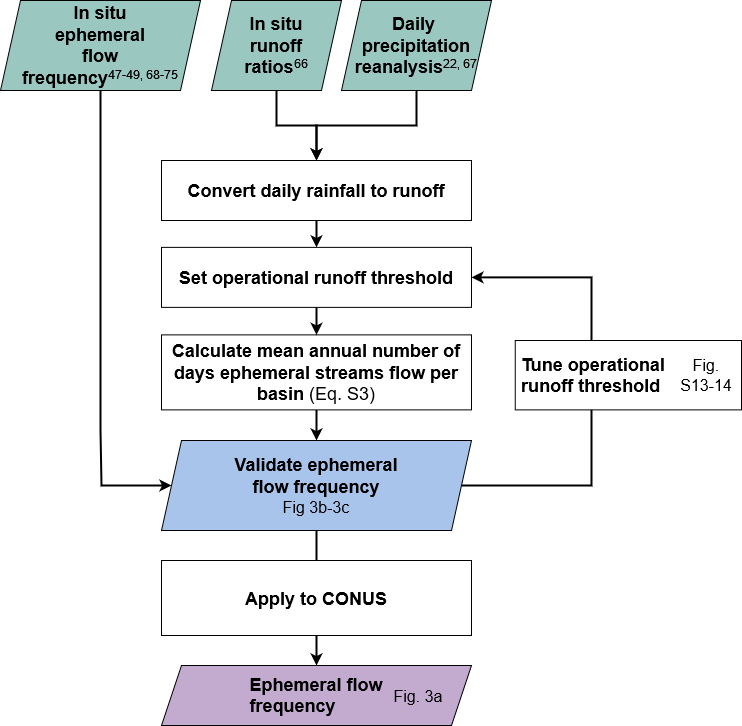 In situ
ephemeral
flow
frequency47-49, 68-75
In situ
runoff
ratios66
Daily
precipitation
reanalysis22, 67
Convert daily rainfall to runoff
Set operational runoff threshold
Calculate mean annual number of
days ephemeral streams flow per
basin (Eq. S3)
Tune operational
runoff threshold
Fig.
S13-14
Validate ephemeral
flow frequency
Fig 3b-3c
Apply to CONUS
Ephemeral flow
frequency
Fig. 3a